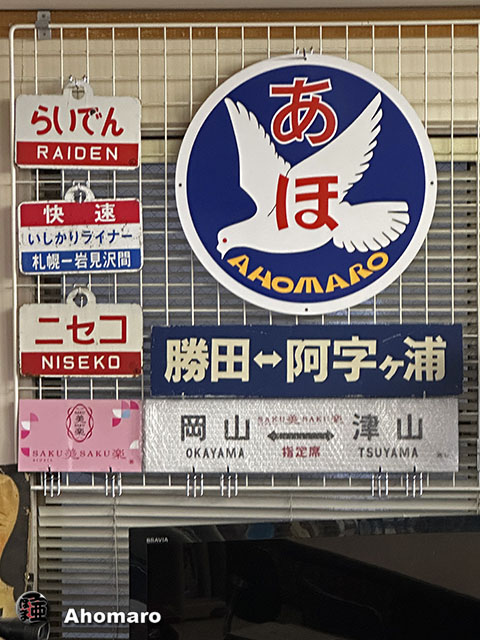 らいでん
RAIDEN
快速
いしかりライナー
札幌ー岩見沢間
ニセコ
NISEKO
あ
ほ
AHOMARO
勝田↔阿字ヶ浦
SAKU美SAKU楽
岡山
OKAYAMA
SAKU美SAKU楽
指定席
津山
TSUYAMA
BRAVIA
Ahomaro